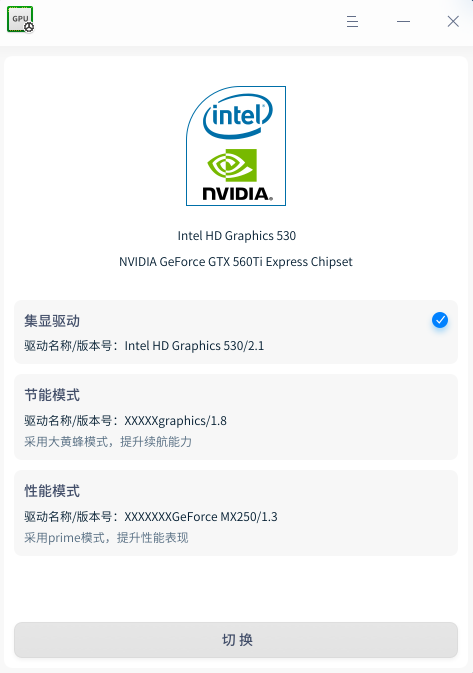 GPU
intel
NVIDIA.
Intel HD Graphics 530
NVIDIA GeForce GTX 560Ti Express Chipset
集显驱动
驱动名称/版本号：Intel HD Graphics 530/2.1
节能模式
驱动名称/版本号：XXXXXgraphics/1.8
采用大黄蜂模式，提升续航能力
性能模式
驱动名称/版本号：XXXXXXXGeForce MX250/1.3
采用prime模式，提升性能表现
切 换